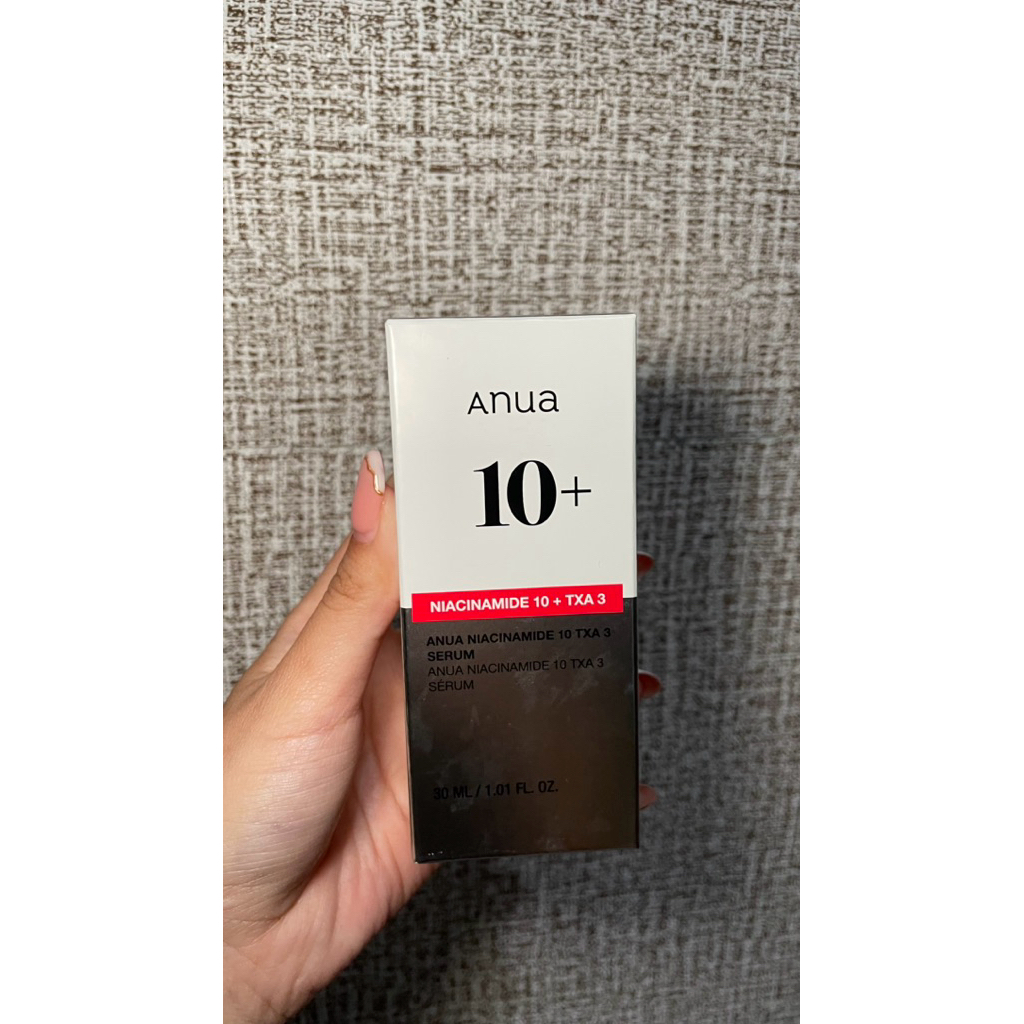 Anua
10+
NIACINAMIDE 10 + TXA 3
ANUA NIACINAMIDE 10 TXA 3
SERUM
ANUA NIACINAMIDE 10 TXA 3
SÉRUM
30 ML / 1.01 FL. OZ.